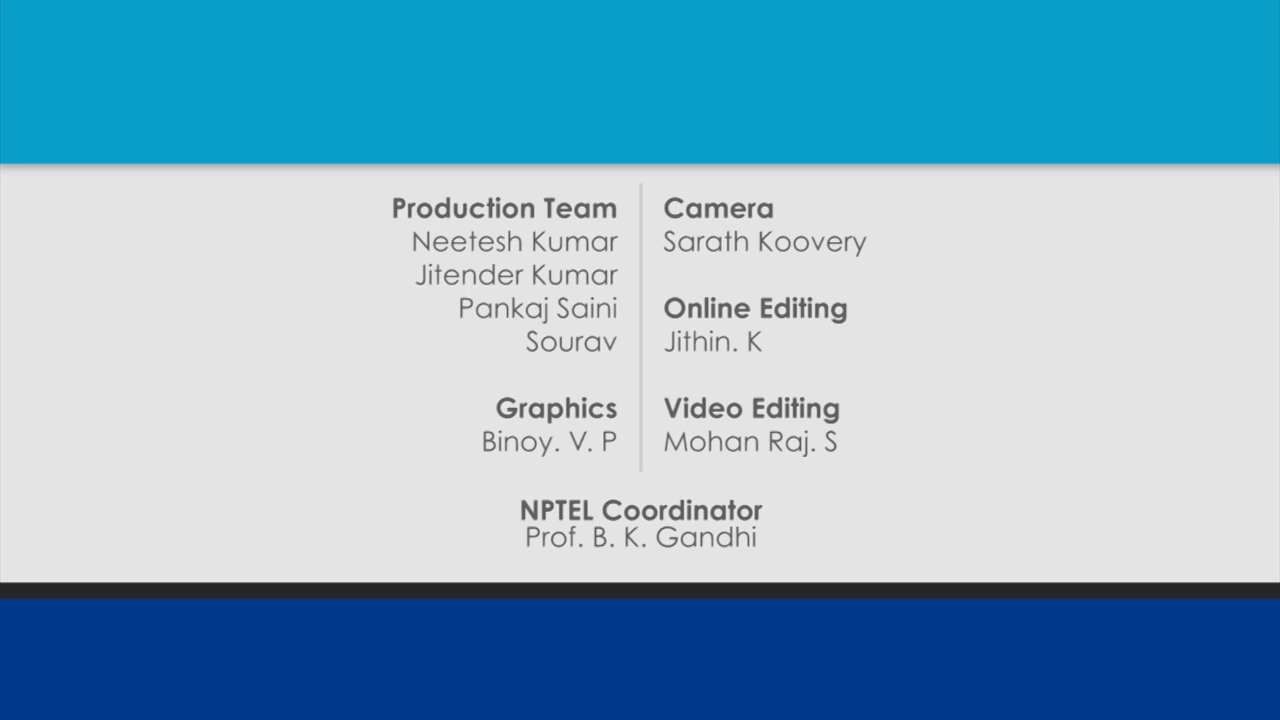 Production Team
Neetesh Kumar
Jitender Kumar
Pankaj Saini
Sourav
Graphics
Binoy. V. P
Camera
Sarath Koovery
Online Editing
Jithin. K
Video Editing
Mohan Raj. S
NPTEL Coordinator
Prof. B. K. Gandhi